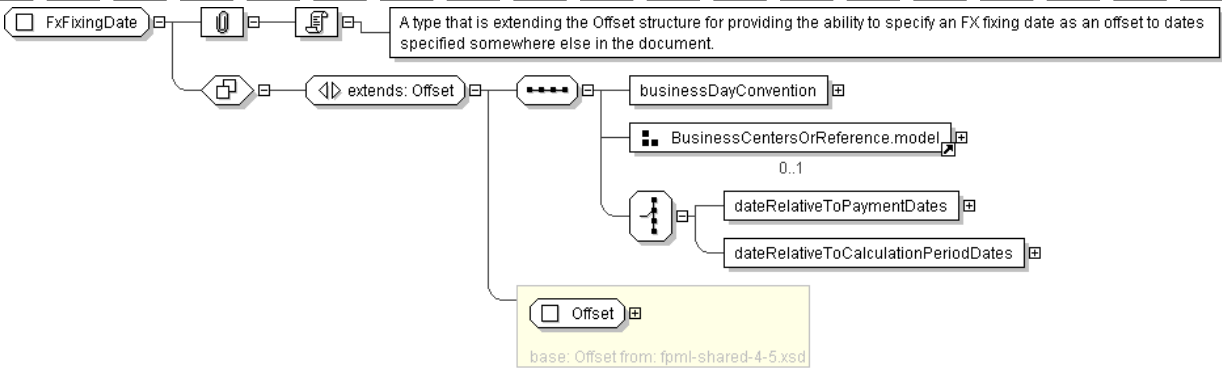 FxFixingDate
A type that is extending the Offset structure for providing the ability to specify an FX fixing date as an offset to dates
specified somewhere else in the document.
extends: Offset
businessDayConvention
BusinessCentersOrReference.model
0..1
dateRelativeToPaymentDates
dateRelativeToCalculationPeriodDates
Offset
base: Offset from: fpml-shared-4-5.xsd